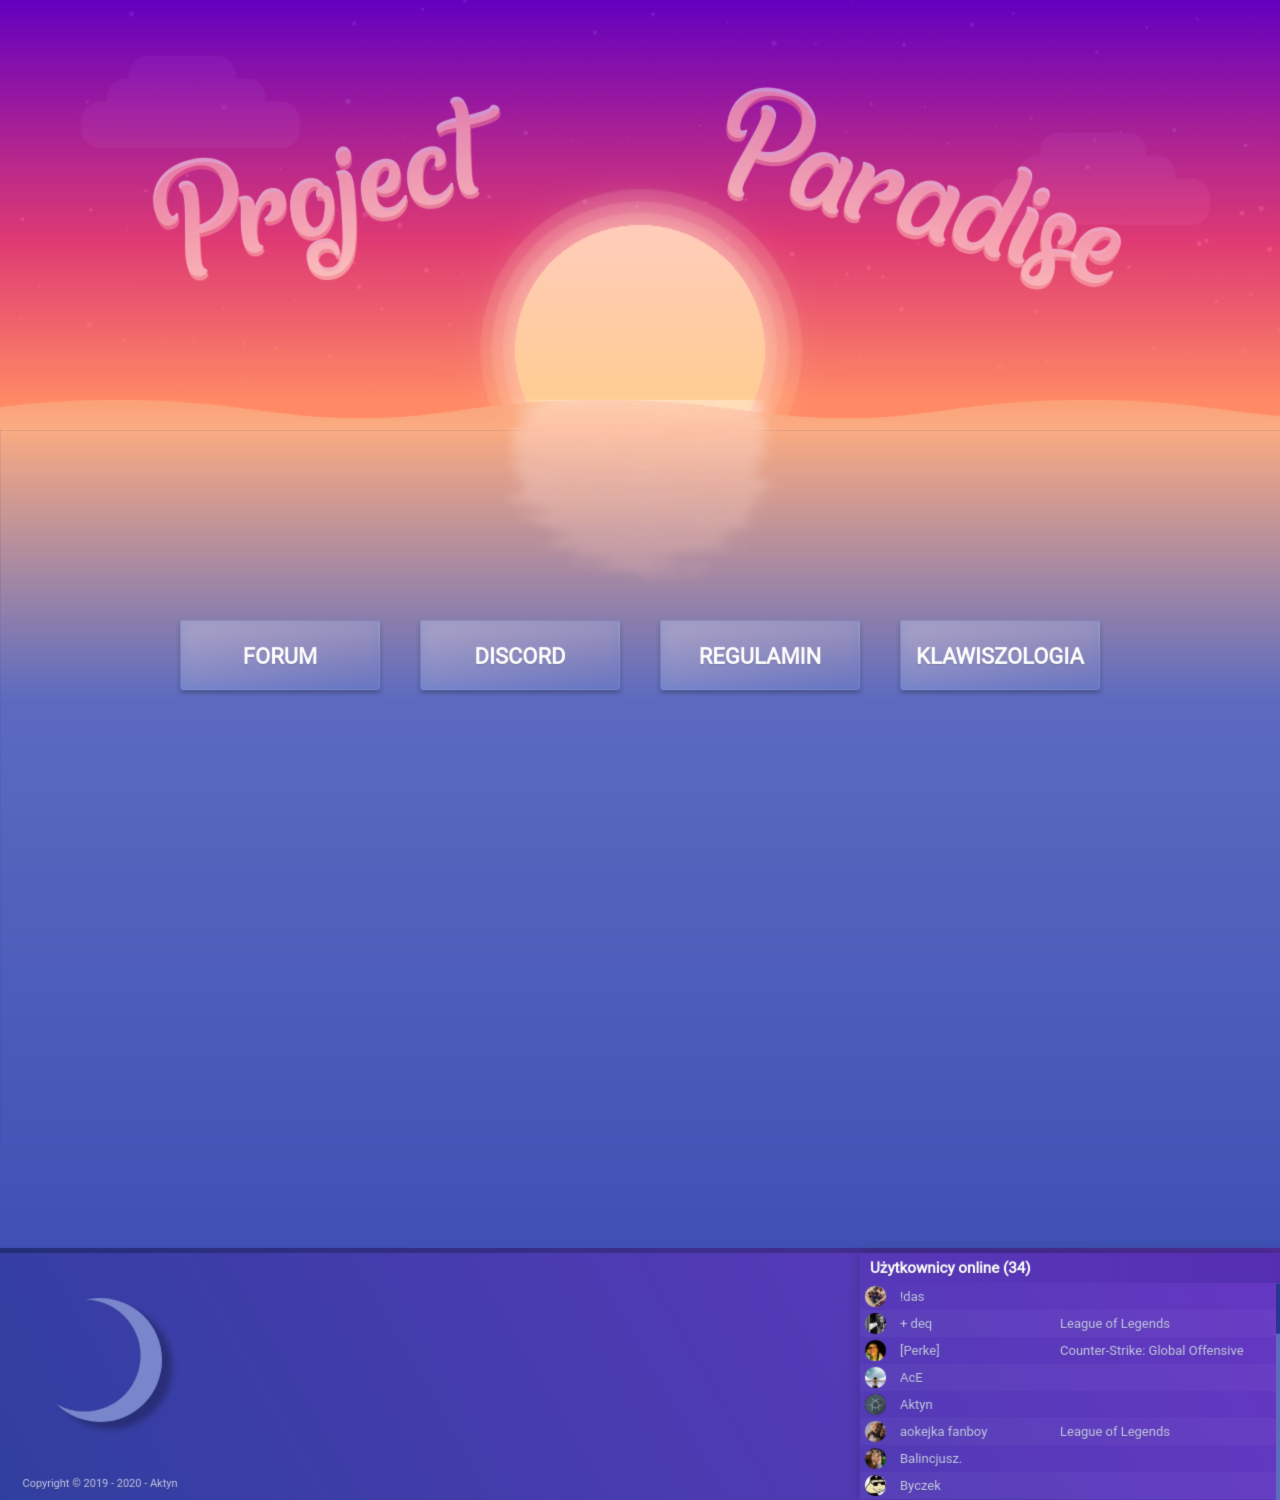 Project Paradise
FORUM
DISCORD
REGULAMIN
KLAWISZOLOGIA
Użytkownicy online (34)
!das
+ deq League of Legends
[Perke] Counter-Strike: Global Offensive
AcE
Aktyn
aokejka fanboy League of Legends
Balincjusz.
Byczek
Copyright © 2019 - 2020 - Aktyn